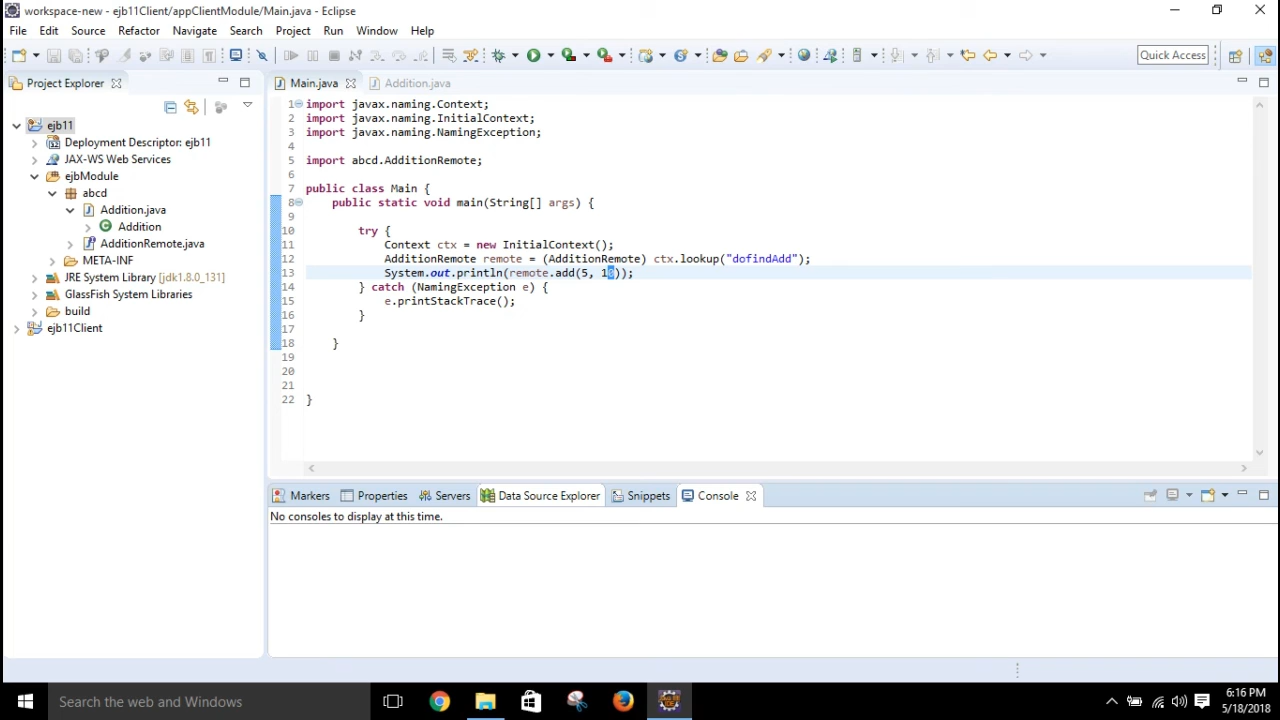 workspace-new - ejb11Client/appClientModule/Main.java - Eclipse
File Edit Source Refactor Navigate Search Project Run Window Help
Quick Access
Project Explorer
ejb11
Deployment Descriptor: ejb11
JAX-WS Web Services
ejbModule
abcd
Addition.java
Addition
AdditionRemote.java
META-INF
JRE System Library [jdk1.8.0_131]
GlassFish System Libraries
build
ejb11Client
Main.java Addition.java
1 import javax.naming.Context;
2 import javax.naming.InitialContext;
3 import javax.naming.NamingException;
4
5 import abcd.AdditionRemote;
6
7 public class Main {
8 public static void main(String[] args) {
9
10 try {
11 Context ctx = new InitialContext();
12 AdditionRemote remote = (AdditionRemote) ctx.lookup("dofindAdd");
13 System.out.println(remote.add(5, 10));
14 } catch (NamingException e) {
15 e.printStackTrace();
16 }
17
18 }
19
20
21
22 }
Markers Properties Servers Data Source Explorer Snippets Console
No consoles to display at this time.
Search the web and Windows
6:16 PM
5/18/2018